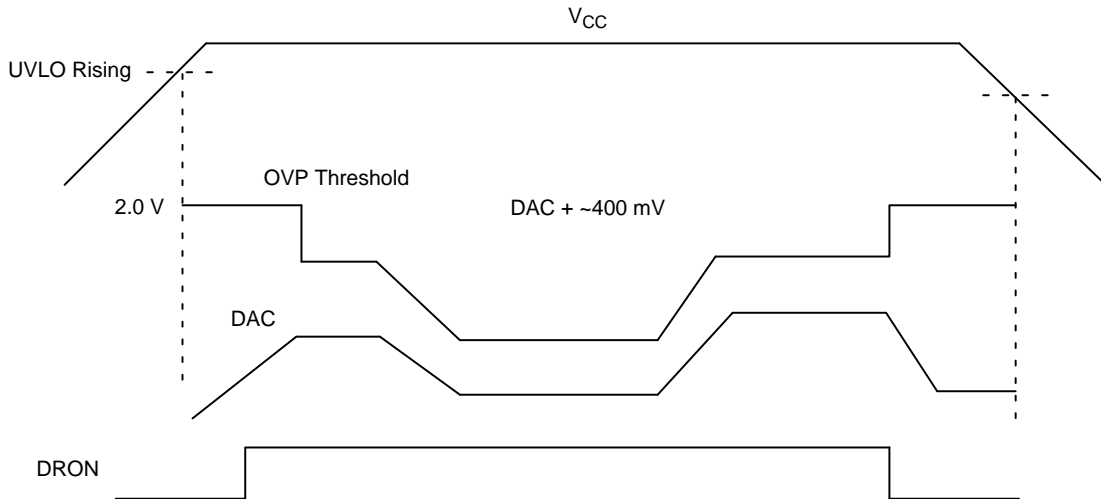 V_CC
UVLO Rising
OVP Threshold
2.0 V
DAC + ~400 mV
DAC
DRON